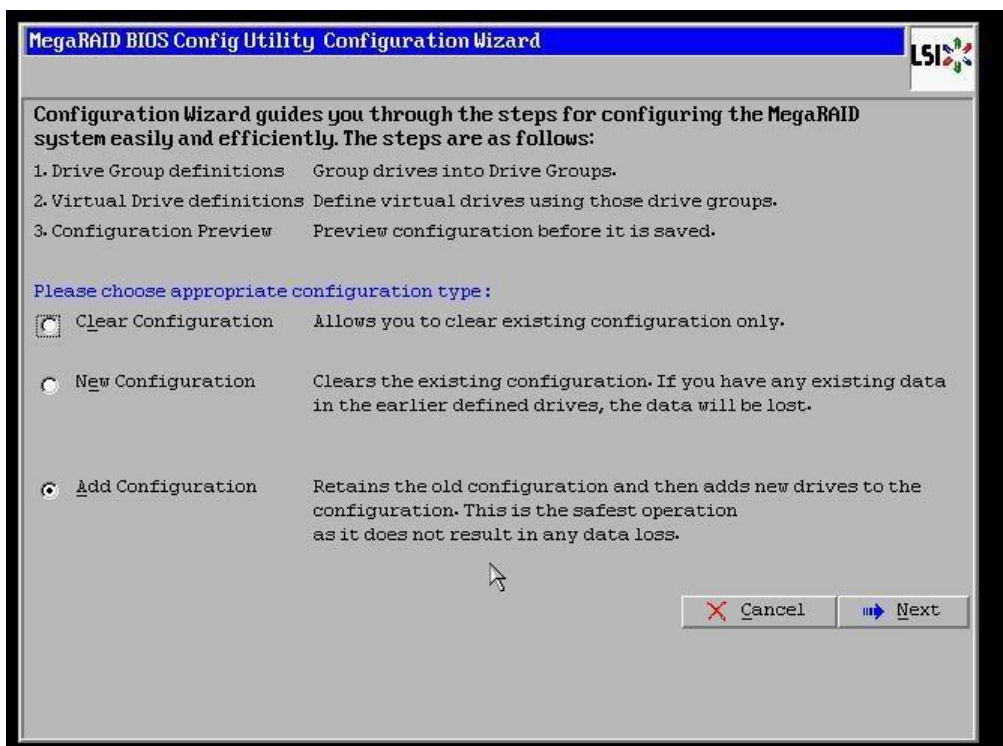 MegaRAID BIOS Config Utility Configuration Wizard
LSI
Configuration Wizard guides you through the steps for configuring the MegaRAID
system easily and efficiently. The steps are as follows:
1. Drive Group definitions Group drives into Drive Groups.
2. Virtual Drive definitions Define virtual drives using those drive groups.
3. Configuration Preview Preview configuration before it is saved.
Please choose appropriate configuration type:
Clear Configuration Allows you to clear existing configuration only.
New Configuration Clears the existing configuration. If you have any existing data
in the earlier defined drives, the data will be lost.
Add Configuration Retains the old configuration and then adds new drives to the
configuration. This is the safest operation
as it does not result in any data loss.
Cancel Next